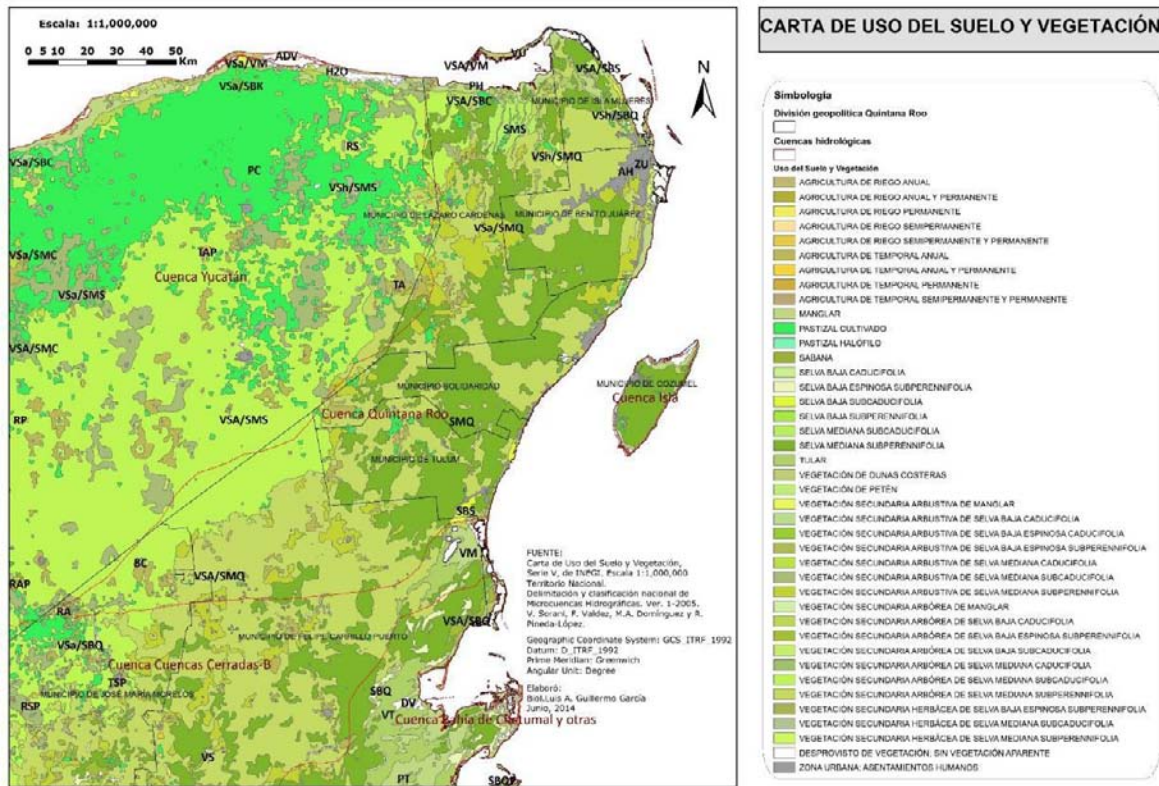 Escala: 1:1,000,000
0 5 10 20 30 40 50
Km
N
ADV
VSa/VM
H2O
VSa/SBK
VSA/VM
VU
PH
VSA/SBC
VSA/SBS
MUNICIPIO DE ISLA MUJERES
VSh/SBQ
SMS
VSh/SMQ
ZU
AH
RS
VSa/SBC
PC
VSh/SMS
MUNICIPIO DE LÁZARO CÁRDENAS
MUNICIPIO DE BENITO JUÁREZ
VSa/SMQ
VSa/SMC
TAP
Cuenca Yucatán
TA
VSa/SMS
VSA/SMC
MUNICIPIO SOLIDARIDAD
MUNICIPIO DE COZUMEL
Cuenca Isla
RP
VSA/SMS
Cuenca Quintana Roo
SMQ
MUNICIPIO DE TULUM
SBS
VM
BC
VSA/SMQ
RAP
RA
VSA/SBQ
VSa/SBQ
MUNICIPIO DE FELIPE CARRILLO PUERTO
Cuenca Cuencas Cerradas-B
TSP
MUNICIPIO DE JOSÉ MARÍA MORELOS
RSP
SBQ
DV
VT
Cuenca Bahía de Chetumal y otras
VS
PT
FUENTE:
Carta de Uso del Suelo y Vegetación,
Serie V, de INEGI. Escala 1:1,000,000
Territorio Nacional.
Delimitación y clasificación nacional de
Microcuencas Hidrográficas. Ver. 1-2005.
V. Sorani, F. Valdez, M.A. Domínguez y R.
Pineda-López.
Geographic Coordinate System: GCS_ITRF_1992
Datum: D_ITRF_1992
Prime Meridian: Greenwich
Angular Unit: Degree
Elaboró:
Biol.Luis A. Guillermo García
Junio, 2014
CARTA DE USO DEL SUELO Y VEGETACIÓN
Simbología
División geopolítica Quintana Roo
Cuencas hidrológicas
Uso del Suelo y Vegetación
AGRICULTURA DE RIEGO ANUAL
AGRICULTURA DE RIEGO ANUAL Y PERMANENTE
AGRICULTURA DE RIEGO PERMANENTE
AGRICULTURA DE RIEGO SEMIPERMANENTE
AGRICULTURA DE RIEGO SEMIPERMANENTE Y PERMANENTE
AGRICULTURA DE TEMPORAL ANUAL
AGRICULTURA DE TEMPORAL ANUAL Y PERMANENTE
AGRICULTURA DE TEMPORAL PERMANENTE
AGRICULTURA DE TEMPORAL SEMIPERMANENTE Y PERMANENTE
MANGLAR
PASTIZAL CULTIVADO
PASTIZAL HALÓFILO
SABANA
SELVA BAJA CADUCIFOLIA
SELVA BAJA ESPINOSA SUBPERENNIFOLIA
SELVA BAJA SUBCADUCIFOLIA
SELVA BAJA SUBPERENNIFOLIA
SELVA MEDIANA SUBCADUCIFOLIA
SELVA MEDIANA SUBPERENNIFOLIA
TULAR
VEGETACIÓN DE DUNAS COSTERAS
VEGETACIÓN DE PETÉN
VEGETACIÓN SECUNDARIA ARBUSTIVA DE MANGLAR
VEGETACIÓN SECUNDARIA ARBUSTIVA DE SELVA BAJA CADUCIFOLIA
VEGETACIÓN SECUNDARIA ARBUSTIVA DE SELVA BAJA ESPINOSA CADUCIFOLIA
VEGETACIÓN SECUNDARIA ARBUSTIVA DE SELVA BAJA ESPINOSA SUBPERENNIFOLIA
VEGETACIÓN SECUNDARIA ARBUSTIVA DE SELVA MEDIANA CADUCIFOLIA
VEGETACIÓN SECUNDARIA ARBUSTIVA DE SELVA MEDIANA SUBCADUCIFOLIA
VEGETACIÓN SECUNDARIA ARBUSTIVA DE SELVA MEDIANA SUBPERENNIFOLIA
VEGETACIÓN SECUNDARIA ARBÓREA DE MANGLAR
VEGETACIÓN SECUNDARIA ARBÓREA DE SELVA BAJA CADUCIFOLIA
VEGETACIÓN SECUNDARIA ARBÓREA DE SELVA BAJA ESPINOSA SUBPERENNIFOLIA
VEGETACIÓN SECUNDARIA ARBÓREA DE SELVA BAJA SUBCADUCIFOLIA
VEGETACIÓN SECUNDARIA ARBÓREA DE SELVA MEDIANA CADUCIFOLIA
VEGETACIÓN SECUNDARIA ARBÓREA DE SELVA MEDIANA SUBCADUCIFOLIA
VEGETACIÓN SECUNDARIA ARBÓREA DE SELVA MEDIANA SUBPERENNIFOLIA
VEGETACIÓN SECUNDARIA HERBÁCEA DE SELVA BAJA ESPINOSA SUBPERENNIFOLIA
VEGETACIÓN SECUNDARIA HERBÁCEA DE SELVA MEDIANA SUBCADUCIFOLIA
VEGETACIÓN SECUNDARIA HERBÁCEA DE SELVA MEDIANA SUBPERENNIFOLIA
DESPROVISTO DE VEGETACIÓN; SIN VEGETACIÓN APARENTE
ZONA URBANA; ASENTAMIENTOS HUMANOS